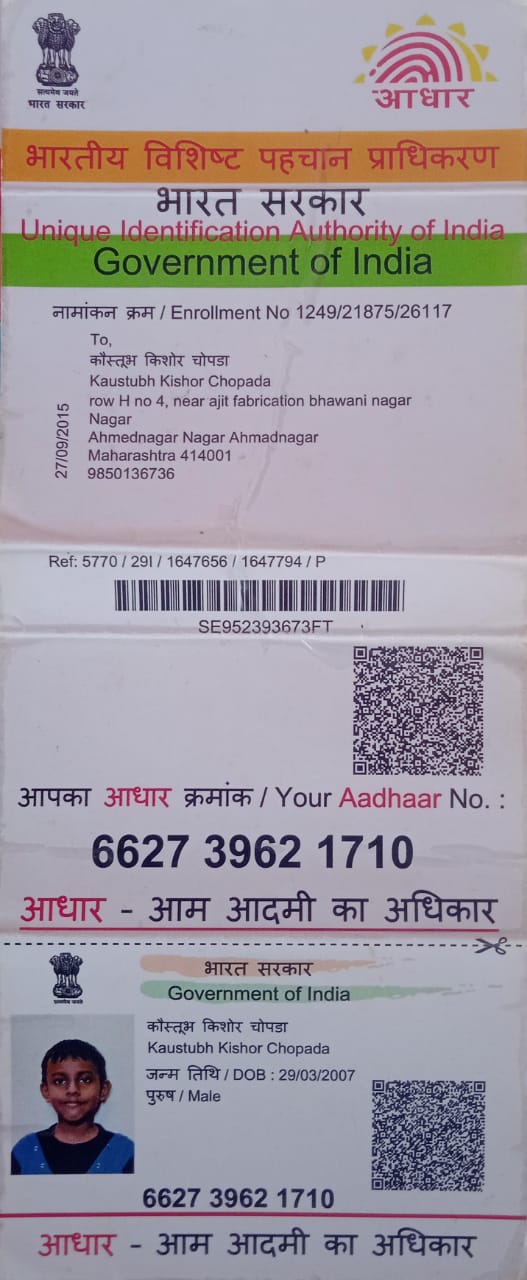 सत्यमेव जयते
भारत सरकार
आधार
भारतीय विशिष्ट पहचान प्राधिकरण
भारत सरकार
Unique Identification Authority of India
Government of India
नामांकन क्रम / Enrollment No 1249/21875/26117
To,
कौस्तूभ किशोर चोपडा
Kaustubh Kishor Chopada
row H no 4, near ajit fabrication bhawani nagar
Nagar
Ahmednagar Nagar Ahmadnagar
Maharashtra 414001
9850136736
27/09/2015
Ref: 5770 / 29I / 1647656 / 1647794 / P
SE952393673FT
आपका आधार क्रमांक / Your Aadhaar No. :
6627 3962 1710
आधार - आम आदमी का अधिकार
सत्यमेव जयते
भारत सरकार
Government of India
कौस्तूभ किशोर चोपडा
Kaustubh Kishor Chopada
जन्म तिथि / DOB : 29/03/2007
पुरुष / Male
6627 3962 1710
आधार - आम आदमी का अधिकार